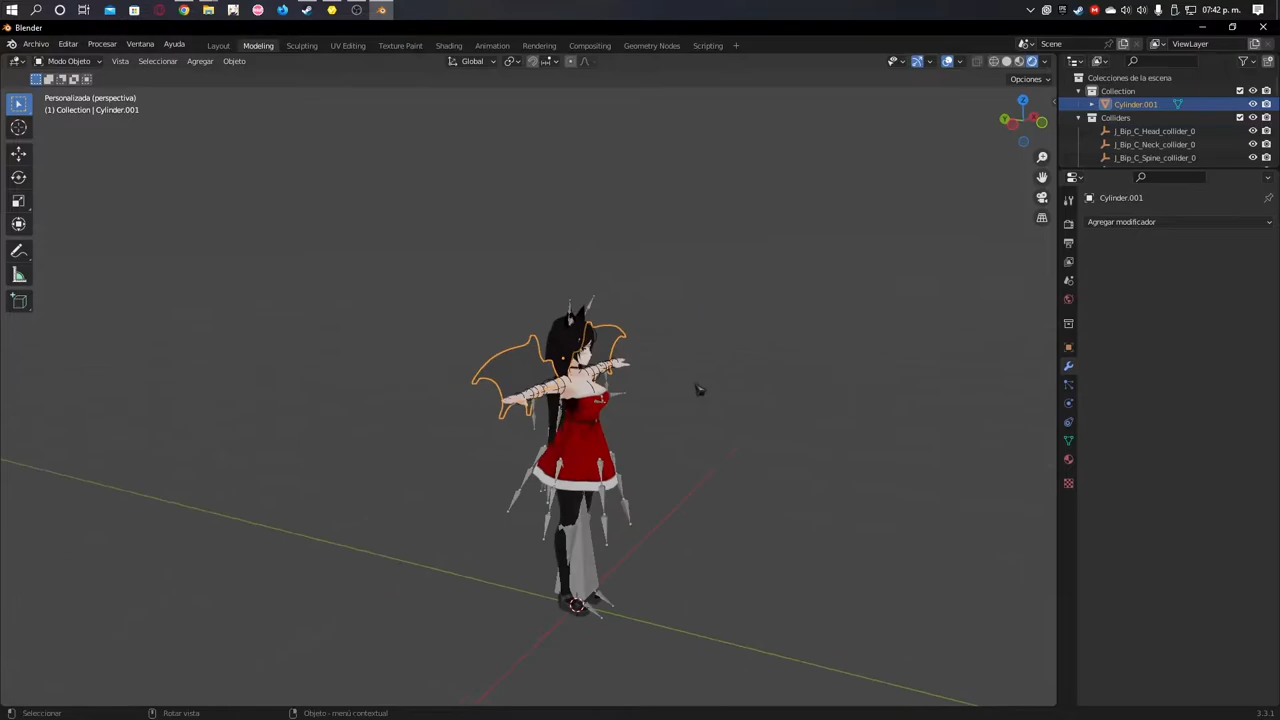 07:42 p. m.
Blender
Archivo Editar Procesar Ventana Ayuda
Layout Modeling Sculpting UV Editing Texture Paint Shading Animation Rendering Compositing Geometry Nodes Scripting +
Scene
ViewLayer
Modo Objeto Vista Seleccionar Agregar Objeto
Global
Opciones
Personalizada (perspectiva)
(1) Collection | Cylinder.001
Z
Y
X
Colecciones de la escena
Collection
Cylinder.001
Colliders
J_Bip_C_Head_collider_0
J_Bip_C_Neck_collider_0
J_Bip_C_Spine_collider_0
Cylinder.001
Agregar modificador
Seleccionar
Rotar vista
Objeto - menú contextual
3.3.1